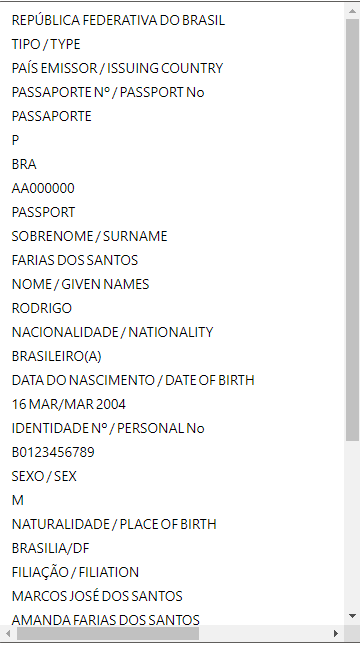 REPÚBLICA FEDERATIVA DO BRASIL
TIPO / TYPE
PAÍS EMISSOR / ISSUING COUNTRY
PASSAPORTE Nº / PASSPORT No
PASSAPORTE
P
BRA
AA000000
PASSPORT
SOBRENOME / SURNAME
FARIAS DOS SANTOS
NOME / GIVEN NAMES
RODRIGO
NACIONALIDADE / NATIONALITY
BRASILEIRO(A)
DATA DO NASCIMENTO / DATE OF BIRTH
16 MAR/MAR 2004
IDENTIDADE Nº / PERSONAL No
B0123456789
SEXO / SEX
M
NATURALIDADE / PLACE OF BIRTH
BRASILIA/DF
FILIAÇÃO / FILIATION
MARCOS JOSÉ DOS SANTOS
AMANDA FARIAS DOS SANTOS